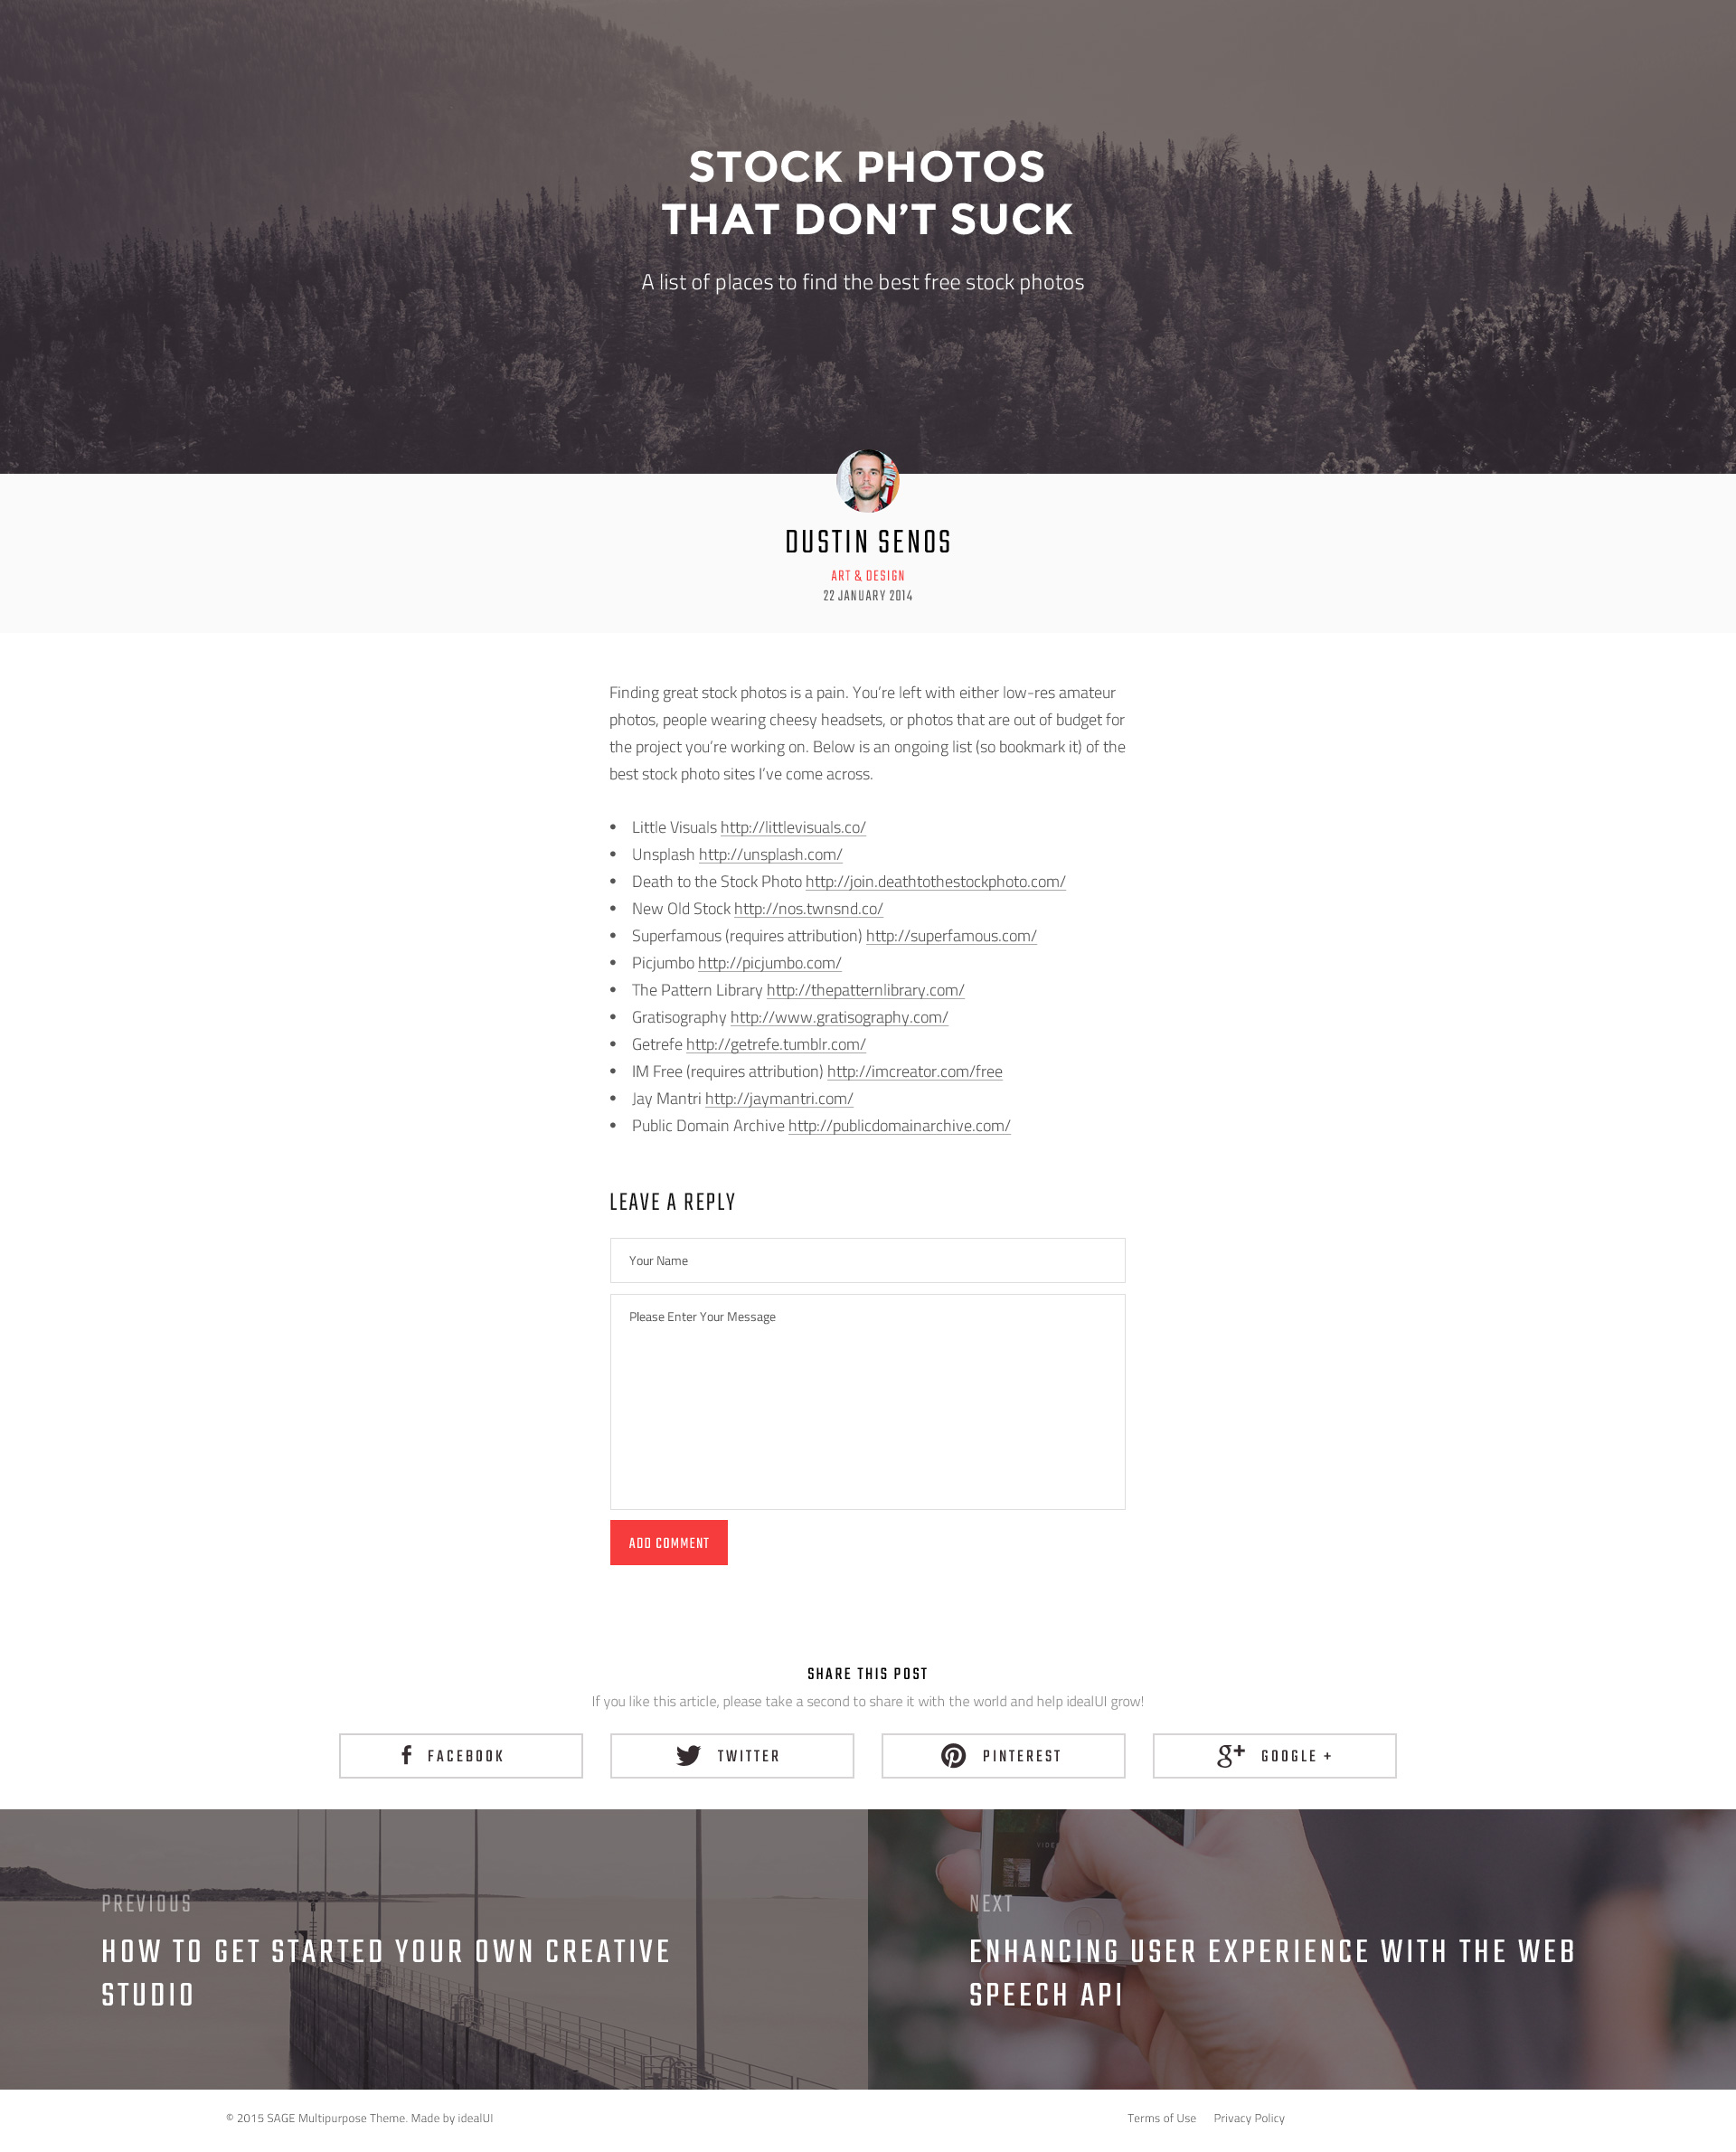 STOCK PHOTOS
THAT DON’T SUCK
A list of places to find the best free stock photos
DUSTIN SENOS
ART & DESIGN
22 JANUARY 2014
Finding great stock photos is a pain. You’re left with either low-res amateur
photos, people wearing cheesy headsets, or photos that are out of budget for
the project you’re working on. Below is an ongoing list (so bookmark it) of the
best stock photo sites I’ve come across.
• Little Visuals http://littlevisuals.co/
• Unsplash http://unsplash.com/
• Death to the Stock Photo http://join.deathtothestockphoto.com/
• New Old Stock http://nos.twnsnd.co/
• Superfamous (requires attribution) http://superfamous.com/
• Picjumbo http://picjumbo.com/
• The Pattern Library http://thepatternlibrary.com/
• Gratisography http://www.gratisography.com/
• Getrefe http://getrefe.tumblr.com/
• IM Free (requires attribution) http://imcreator.com/free
• Jay Mantri http://jaymantri.com/
• Public Domain Archive http://publicdomainarchive.com/
LEAVE A REPLY
Your Name
Please Enter Your Message
ADD COMMENT
SHARE THIS POST
If you like this article, please take a second to share it with the world and help idealUI grow!
FACEBOOK
TWITTER
PINTEREST
GOOGLE +
PREVIOUS
HOW TO GET STARTED YOUR OWN CREATIVE
STUDIO
NEXT
ENHANCING USER EXPERIENCE WITH THE WEB
SPEECH API
© 2015 SAGE Multipurpose Theme. Made by idealUI
Terms of Use Privacy Policy